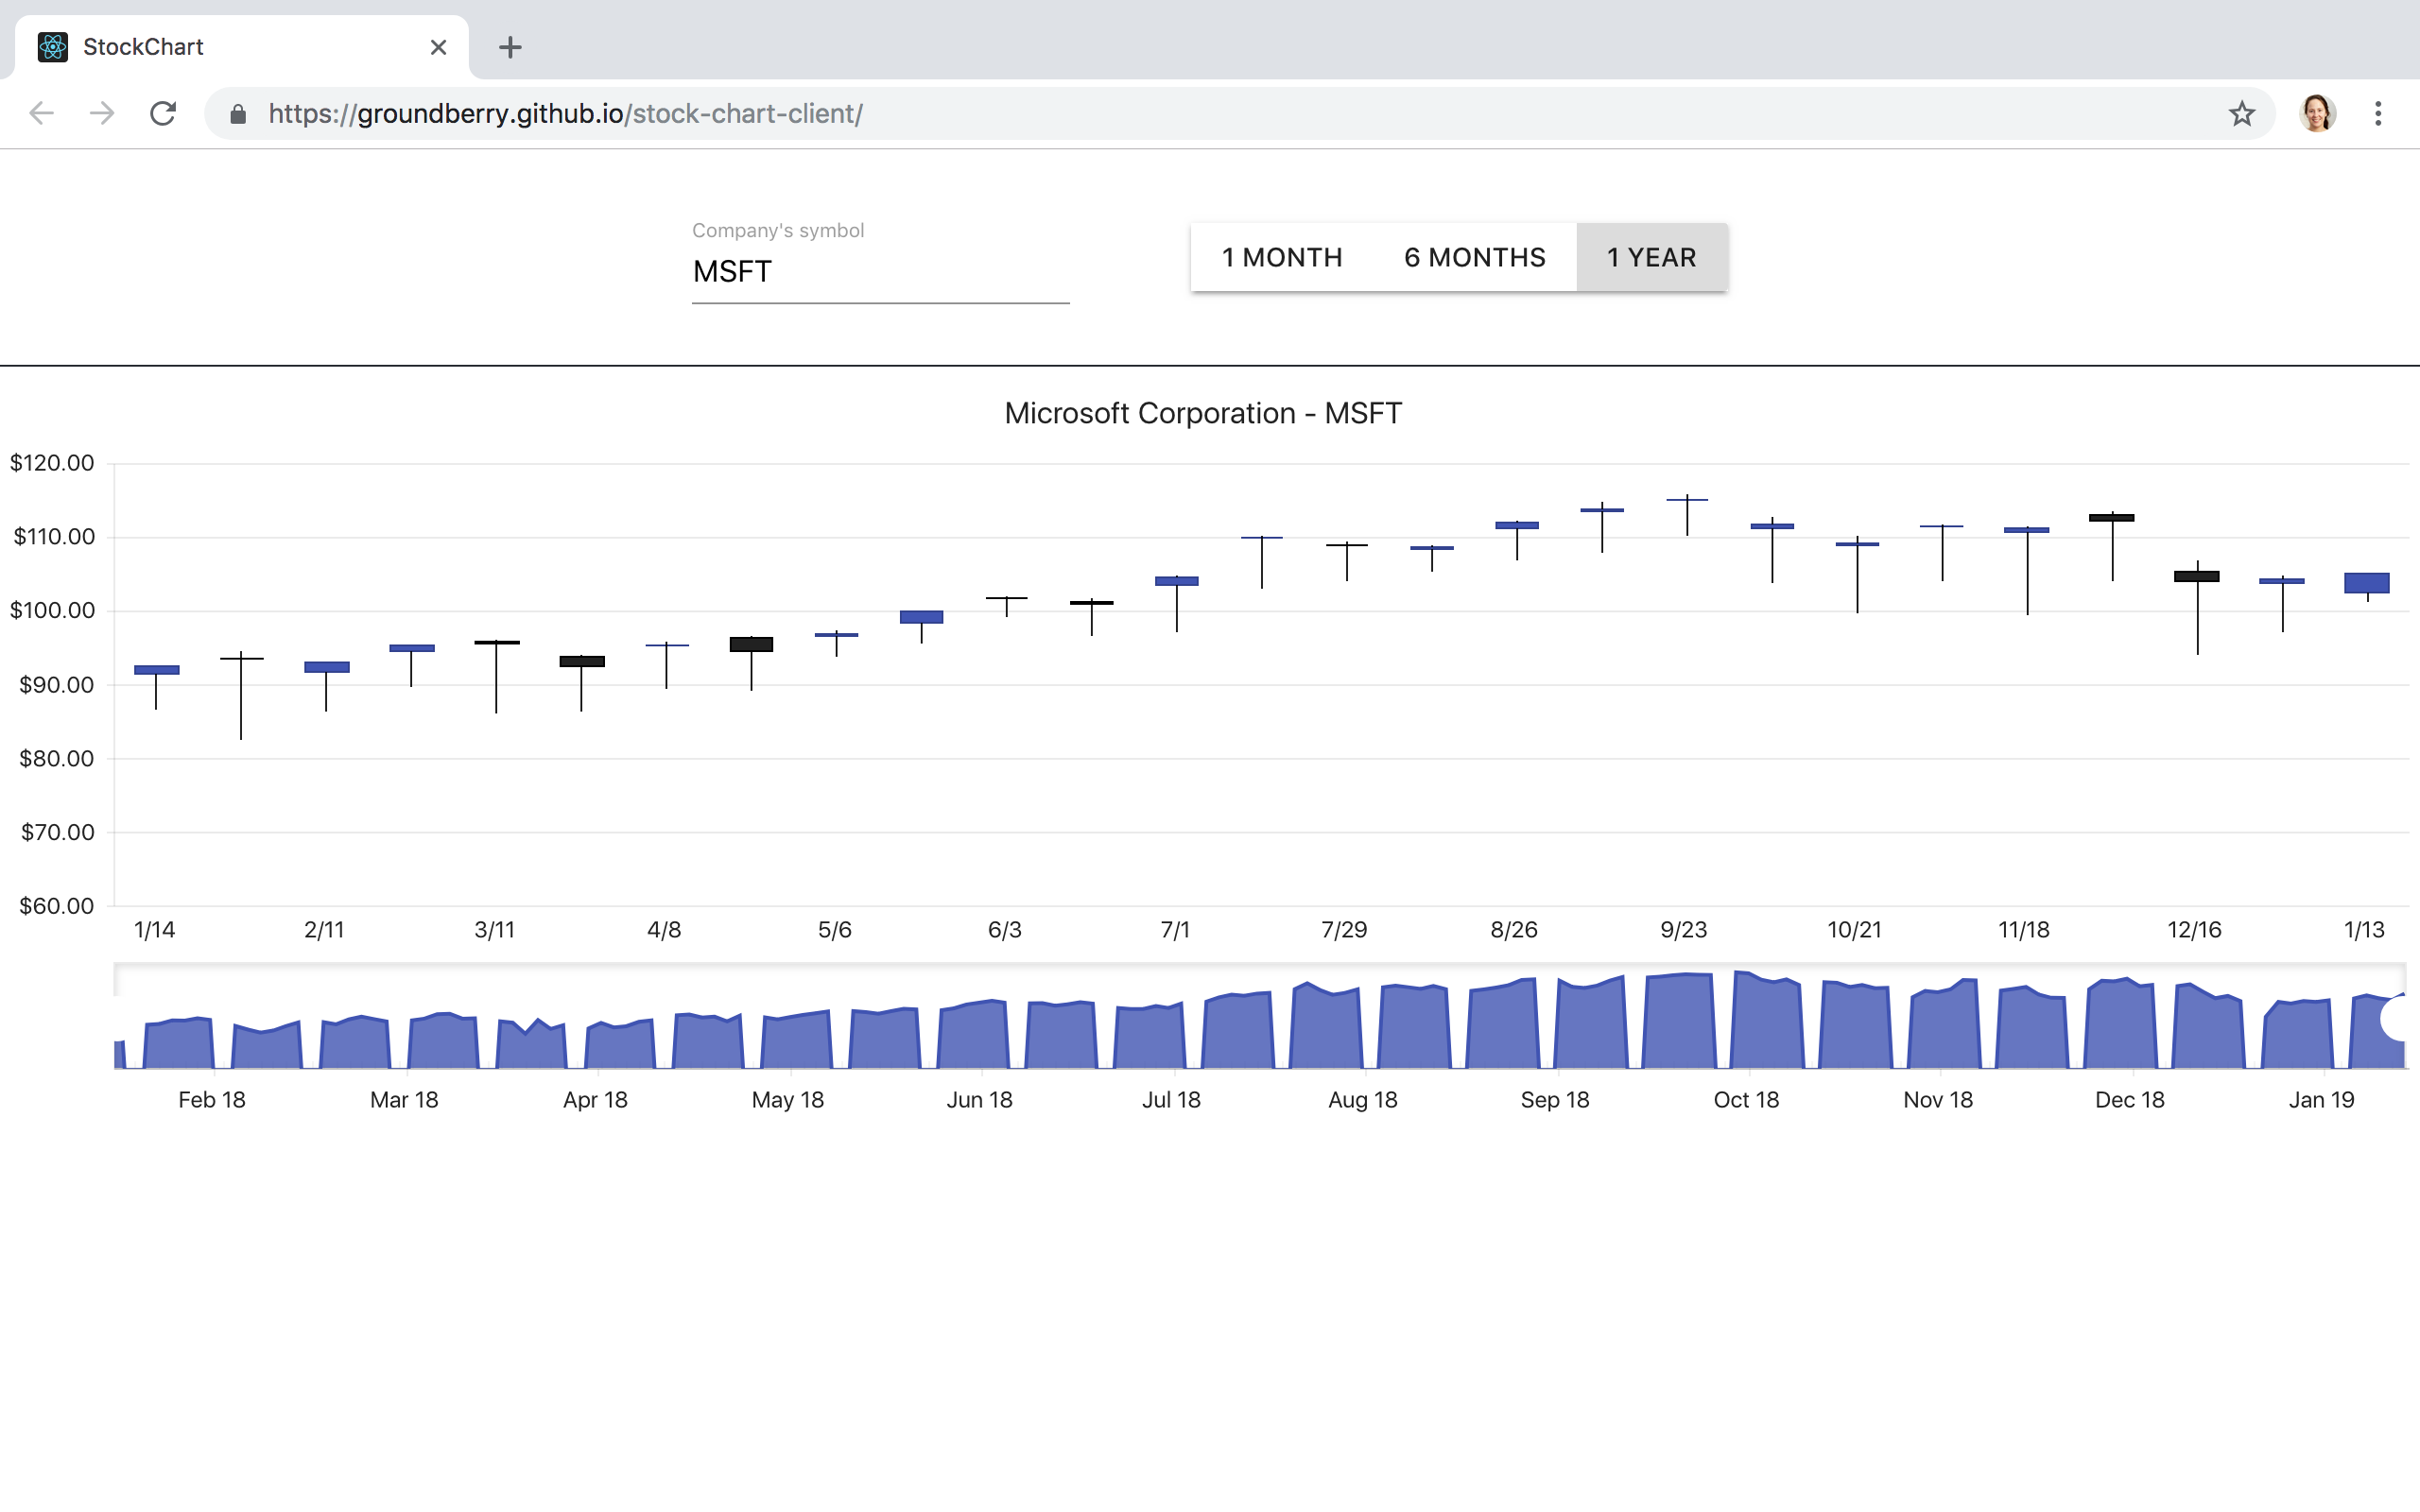 StockChart
https://groundberry.github.io/stock-chart-client/
Company's symbol
MSFT
1 MONTH 6 MONTHS 1 YEAR
Microsoft Corporation - MSFT
$120.00
$110.00
$100.00
$90.00
$80.00
$70.00
$60.00
1/14 2/11 3/11 4/8 5/6 6/3 7/1 7/29 8/26 9/23 10/21 11/18 12/16 1/13
Feb 18 Mar 18 Apr 18 May 18 Jun 18 Jul 18 Aug 18 Sep 18 Oct 18 Nov 18 Dec 18 Jan 19